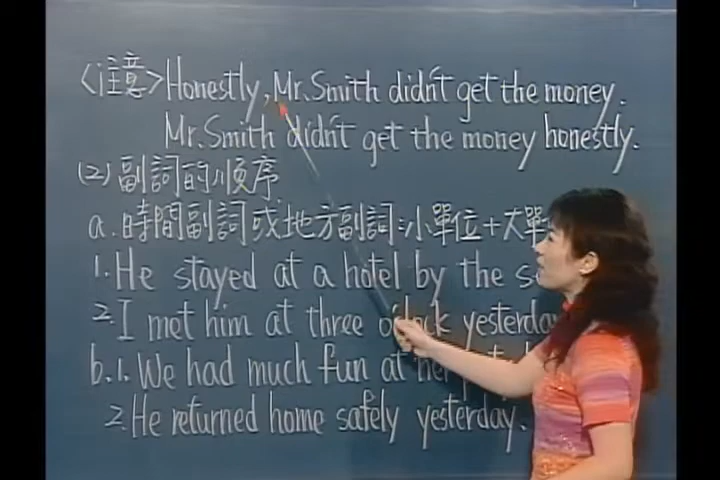 <注意>Honestly, Mr. Smith didn't get the money.
Mr. Smith didn't get the money honestly.
(2) 副詞的順序
a. 時間副詞或地方副詞:小單位+大單
1. He stayed at a hotel by the
2. I met him at three o'clock yesterday
b. 1. We had much fun at her
2. He returned home safely yesterday.